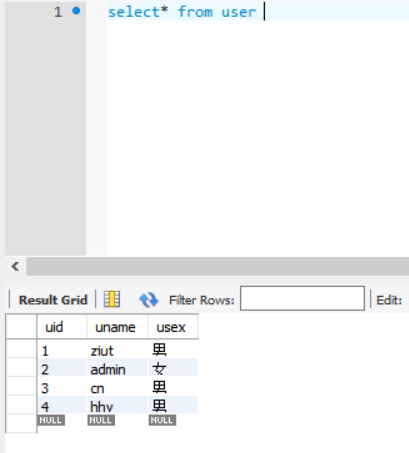 1 select* from user
<
Result Grid Filter Rows: Edit:
uid uname usex
1 ziut 男
2 admin 女
3 cn 男
4 hhv 男
NULL NULL NULL